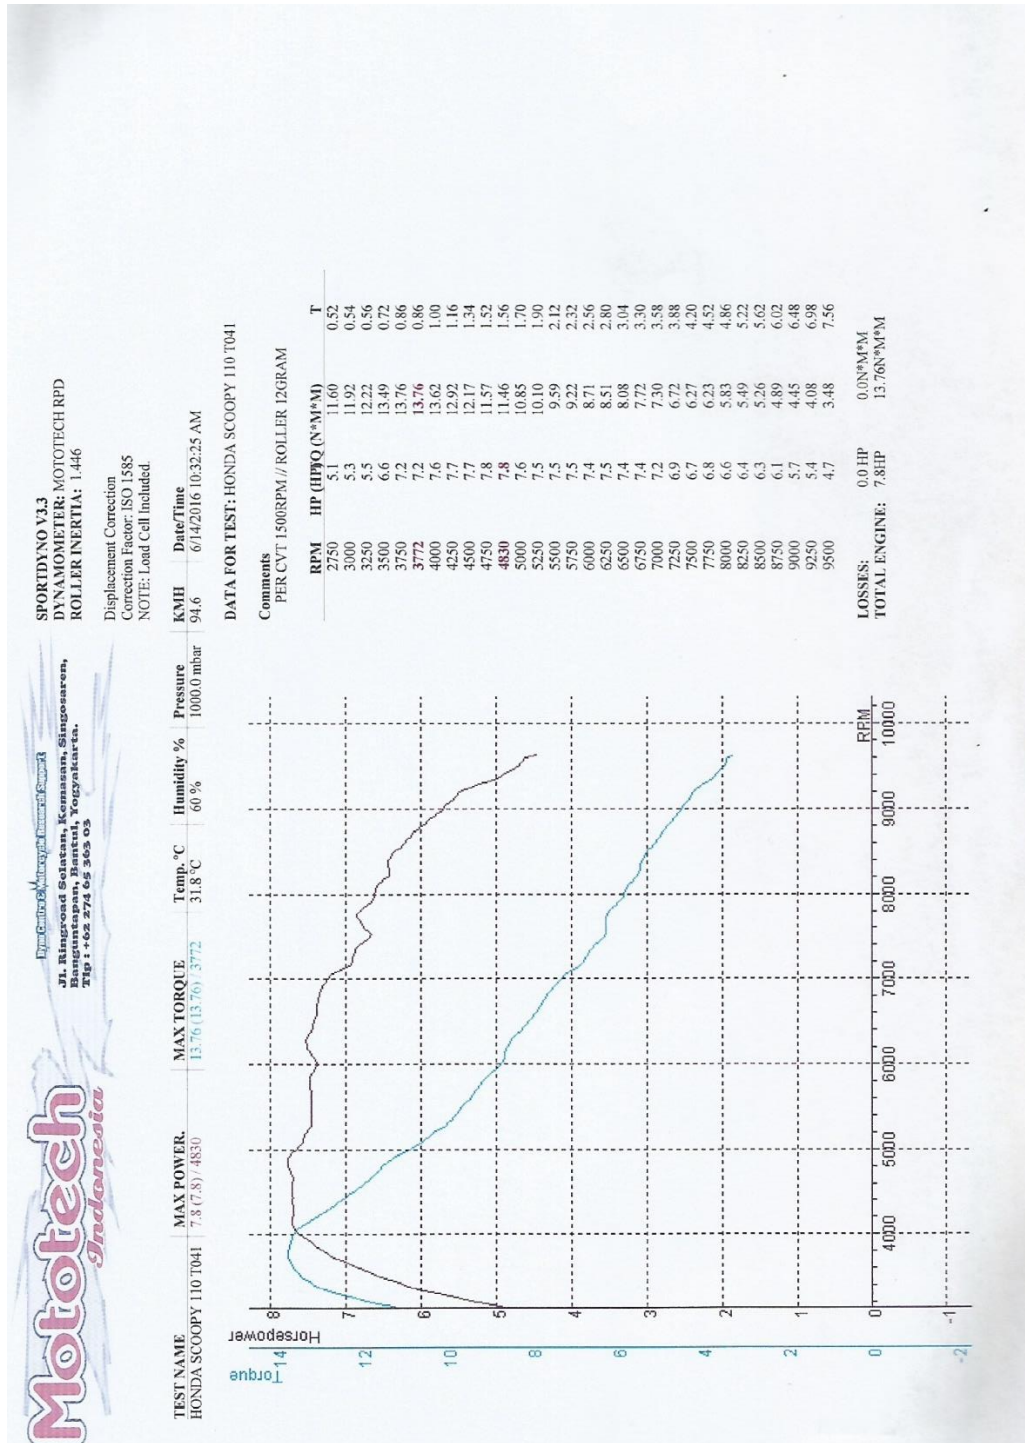 Mototech
Indonesia
Dyno Centre & Motorcycle Research Support
Jl. Ringroad Selatan, Kemasan, Singosaren,
Banguntapan, Bantul, Yogyakarta.
Tlp : +62 274 65 363 03
SPORTDYNO V3.3
DYNAMOMETER: MOTOTECH RPD
ROLLER INERTIA: 1.446
Displacement Correction
Correction Factor: ISO 1585
NOTE: Load Cell Included.
TEST NAME MAX POWER. MAX TORQUE Temp. °C Humidity % Pressure KMH Date/Time
HONDA SCOOPY 110 T041 7.8 (7.8) / 4830 13.76 (13.76) / 3772 31.8 °C 60 % 1000.0 mbar 94.6 6/14/2016 10:32:25 AM
Torque
14
12
10
8
6
4
2
0
-2
Horsepower
8
7
6
5
4
3
2
1
0
-1
4000 5000 6000 7000 8000 9000 10000
RPM
DATA FOR TEST: HONDA SCOOPY 110 T041
Comments
PER CVT 1500RPM // ROLLER 12GRAM
RPM HP (HP)TQ (N*M*M) T
2750 5.1 11.60 0.52
3000 5.3 11.92 0.54
3250 5.5 12.22 0.56
3500 6.6 13.49 0.72
3750 7.2 13.76 0.86
3772 7.2 13.76 0.86
4000 7.6 13.62 1.00
4250 7.7 12.92 1.16
4500 7.7 12.17 1.34
4750 7.8 11.57 1.52
4830 7.8 11.46 1.56
5000 7.6 10.85 1.70
5250 7.5 10.10 1.90
5500 7.5 9.59 2.12
5750 7.5 9.22 2.32
6000 7.4 8.71 2.56
6250 7.5 8.51 2.80
6500 7.4 8.08 3.04
6750 7.4 7.72 3.30
7000 7.2 7.30 3.58
7250 6.9 6.72 3.88
7500 6.7 6.27 4.20
7750 6.8 6.23 4.52
8000 6.6 5.83 4.86
8250 6.4 5.49 5.22
8500 6.3 5.26 5.62
8750 6.1 4.89 6.02
9000 5.7 4.45 6.48
9250 5.4 4.08 6.98
9500 4.7 3.48 7.56
LOSSES: 0.0 HP 0.0N*M*M
TOTAL ENGINE: 7.8HP 13.76N*M*M